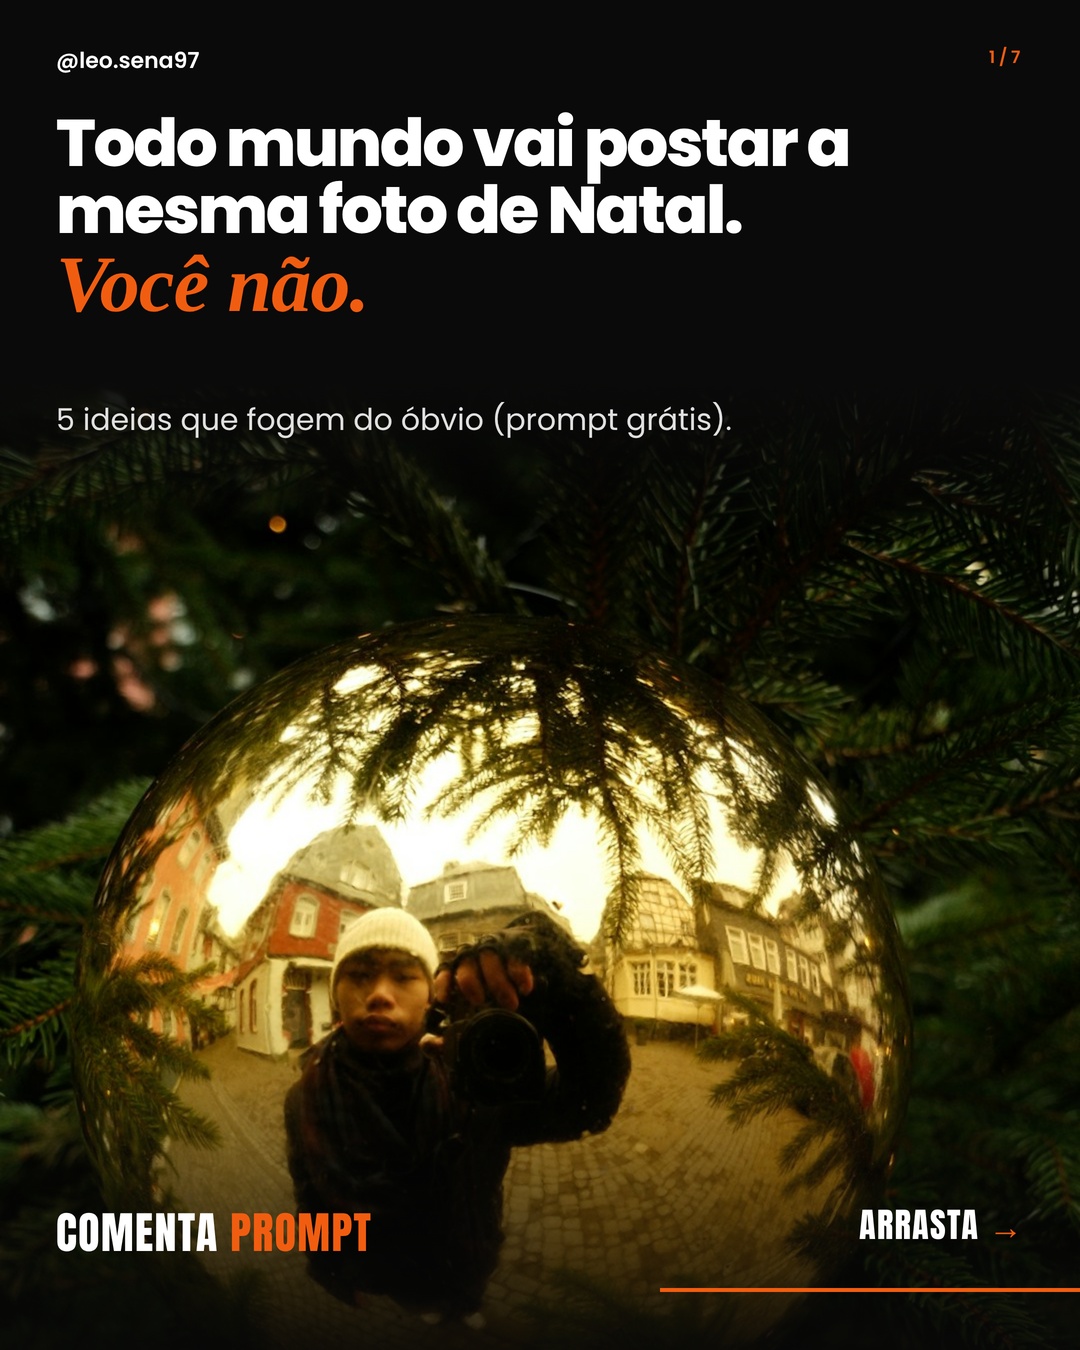 @leo.sena97
1/7
Todo mundo vai postar a
mesma foto de Natal.
Você não.
5 ideias que fogem do óbvio (prompt grátis).
COMENTA PROMPT
ARRASTA →